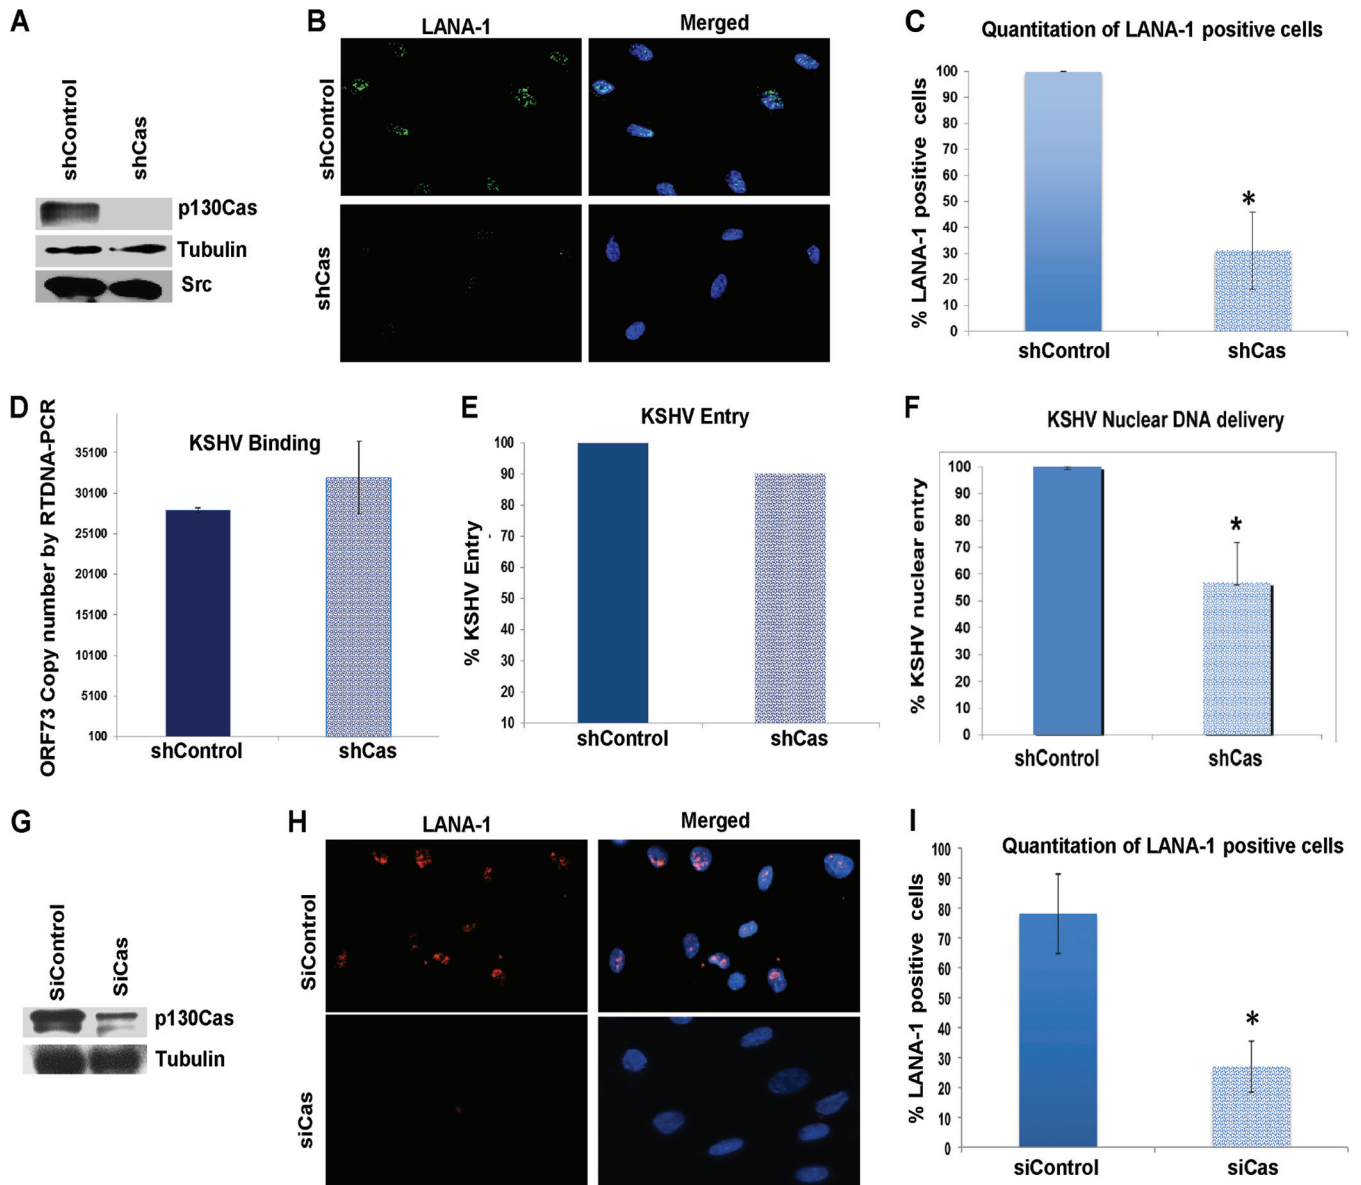 A
shControl
shCas
p130Cas
Tubulin
Src
B
LANA-1
Merged
shControl
shCas
C
Quantitation of LANA-1 positive cells
% LANA-1 positive cells
100
90
80
70
60
50
40
30
20
10
0
*
shControl
shCas
D
KSHV Binding
ORF73 Copy number by RTDNA-PCR
35100
30100
25100
20100
15100
10100
5100
100
shControl
shCas
E
KSHV Entry
% KSHV Entry
100
90
80
70
60
50
40
30
20
10
shControl
shCas
F
KSHV Nuclear DNA delivery
% KSHV nuclear entry
100
90
80
70
60
50
40
30
20
10
0
*
shControl
shCas
G
SiControl
SiCas
p130Cas
Tubulin
H
LANA-1
Merged
SiControl
siCas
I
Quantitation of LANA-1 positive cells
% LANA-1 positive cells
100
90
80
70
60
50
40
30
20
10
0
*
siControl
siCas